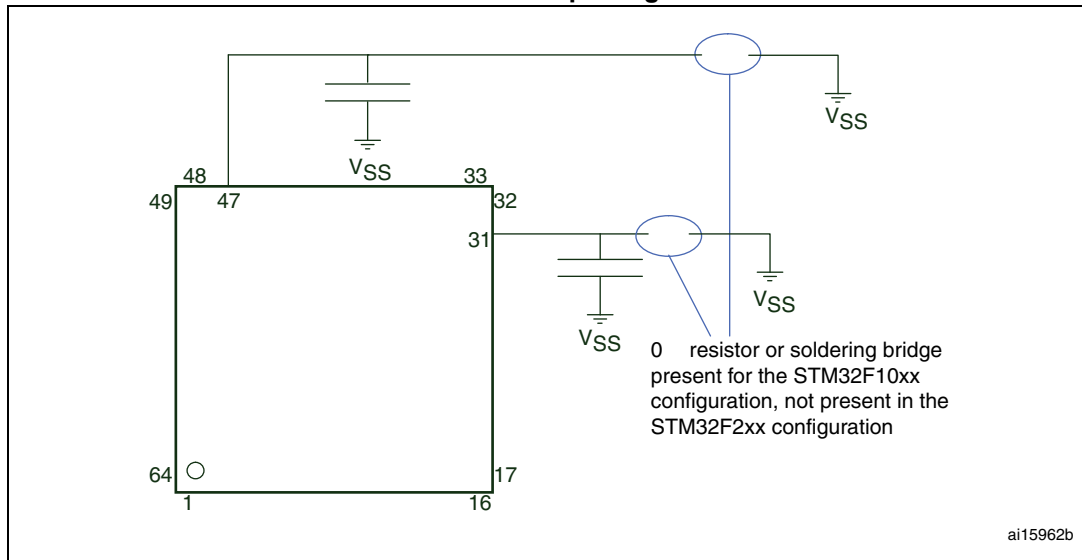 VSS
VSS
48
33
49
47
32
31
VSS
VSS
0 resistor or soldering bridge
present for the STM32F10xx
configuration, not present in the
STM32F2xx configuration
64
17
1
16
ai15962b